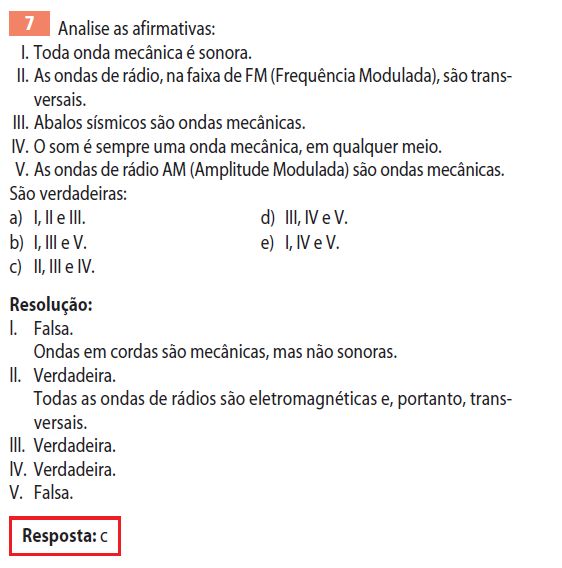 7 Analise as afirmativas:
I. Toda onda mecânica é sonora.
II. As ondas de rádio, na faixa de FM (Frequência Modulada), são trans-
versais.
III. Abalos sísmicos são ondas mecânicas.
IV. O som é sempre uma onda mecânica, em qualquer meio.
V. As ondas de rádio AM (Amplitude Modulada) são ondas mecânicas.
São verdadeiras:
a) I, II e III.
b) I, III e V.
c) II, III e IV.
d) III, IV e V.
e) I, IV e V.
Resolução:
I. Falsa.
Ondas em cordas são mecânicas, mas não sonoras.
II. Verdadeira.
Todas as ondas de rádios são eletromagnéticas e, portanto, trans-
versais.
III. Verdadeira.
IV. Verdadeira.
V. Falsa.
Resposta: c